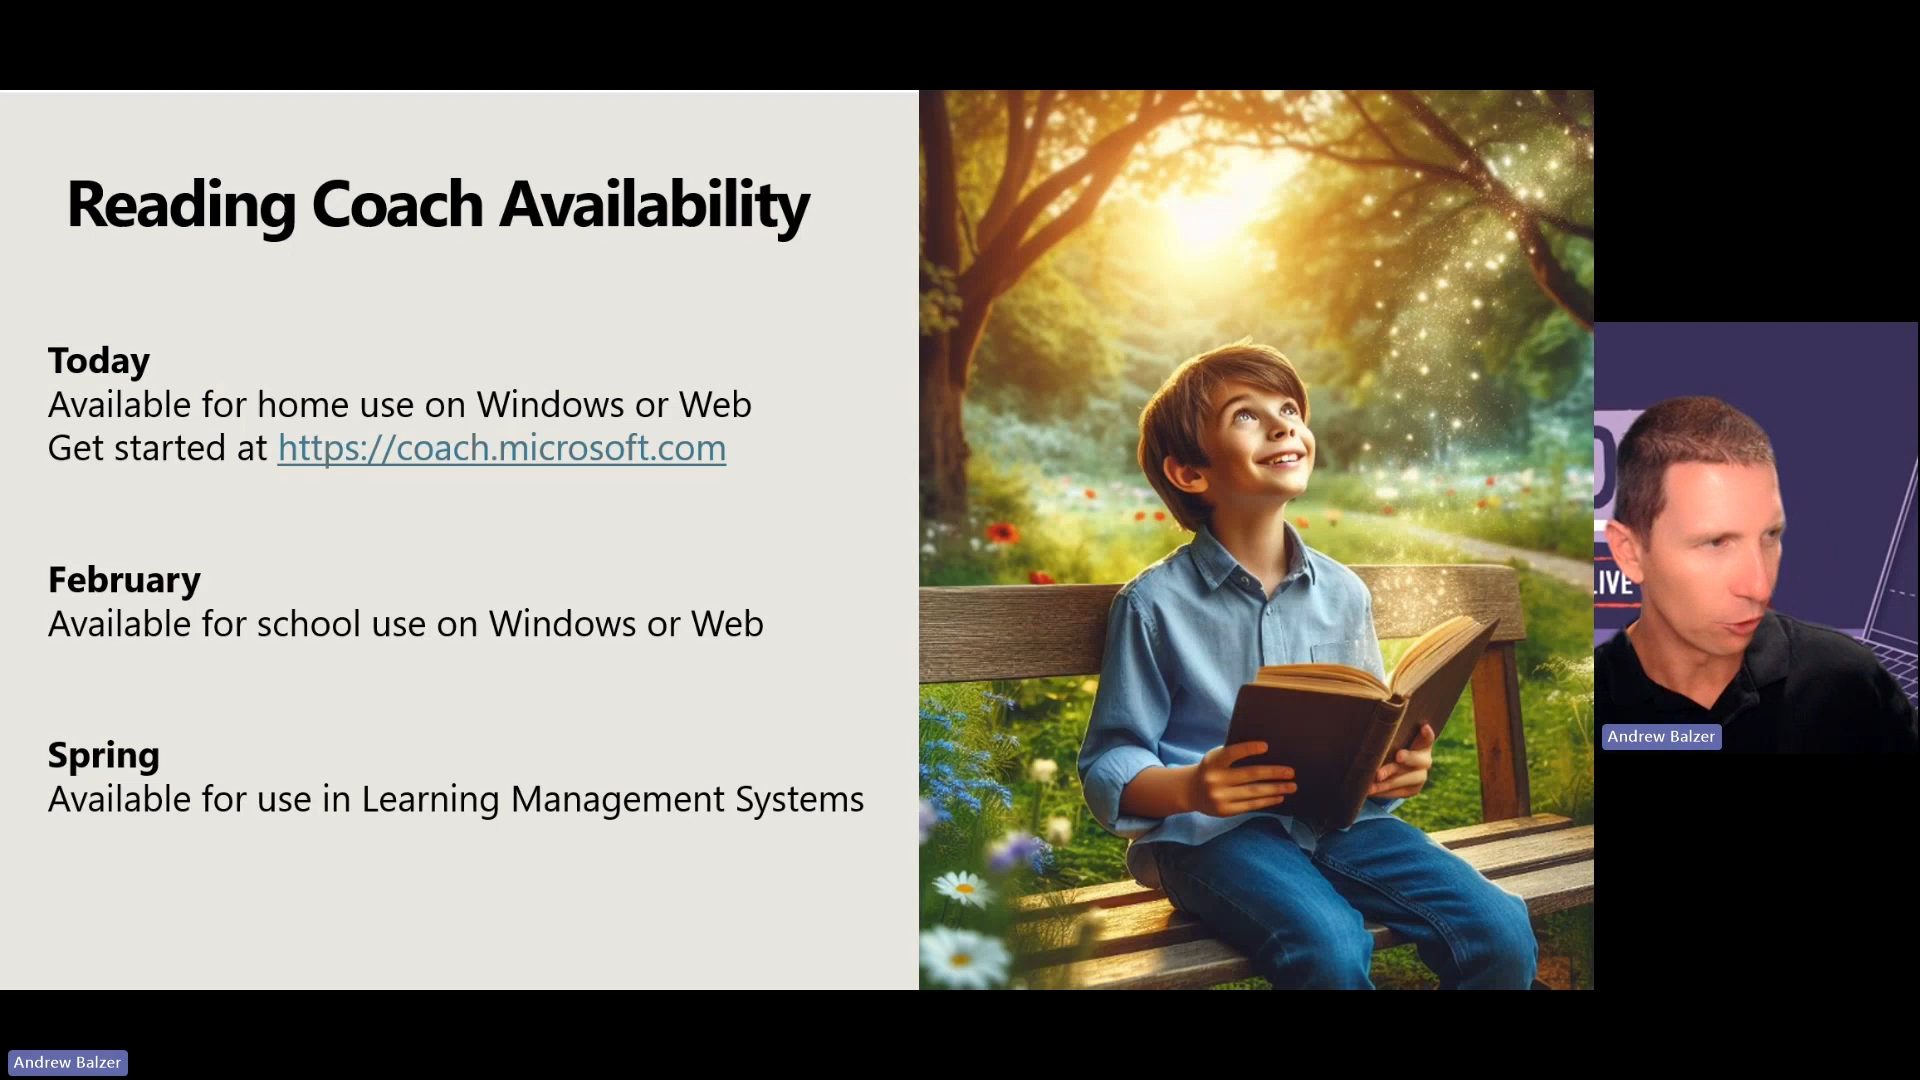 Reading Coach Availability
Today
Available for home use on Windows or Web
Get started at https://coach.microsoft.com
February
Available for school use on Windows or Web
Spring
Available for use in Learning Management Systems
LIVE
Andrew Balzer
Andrew Balzer